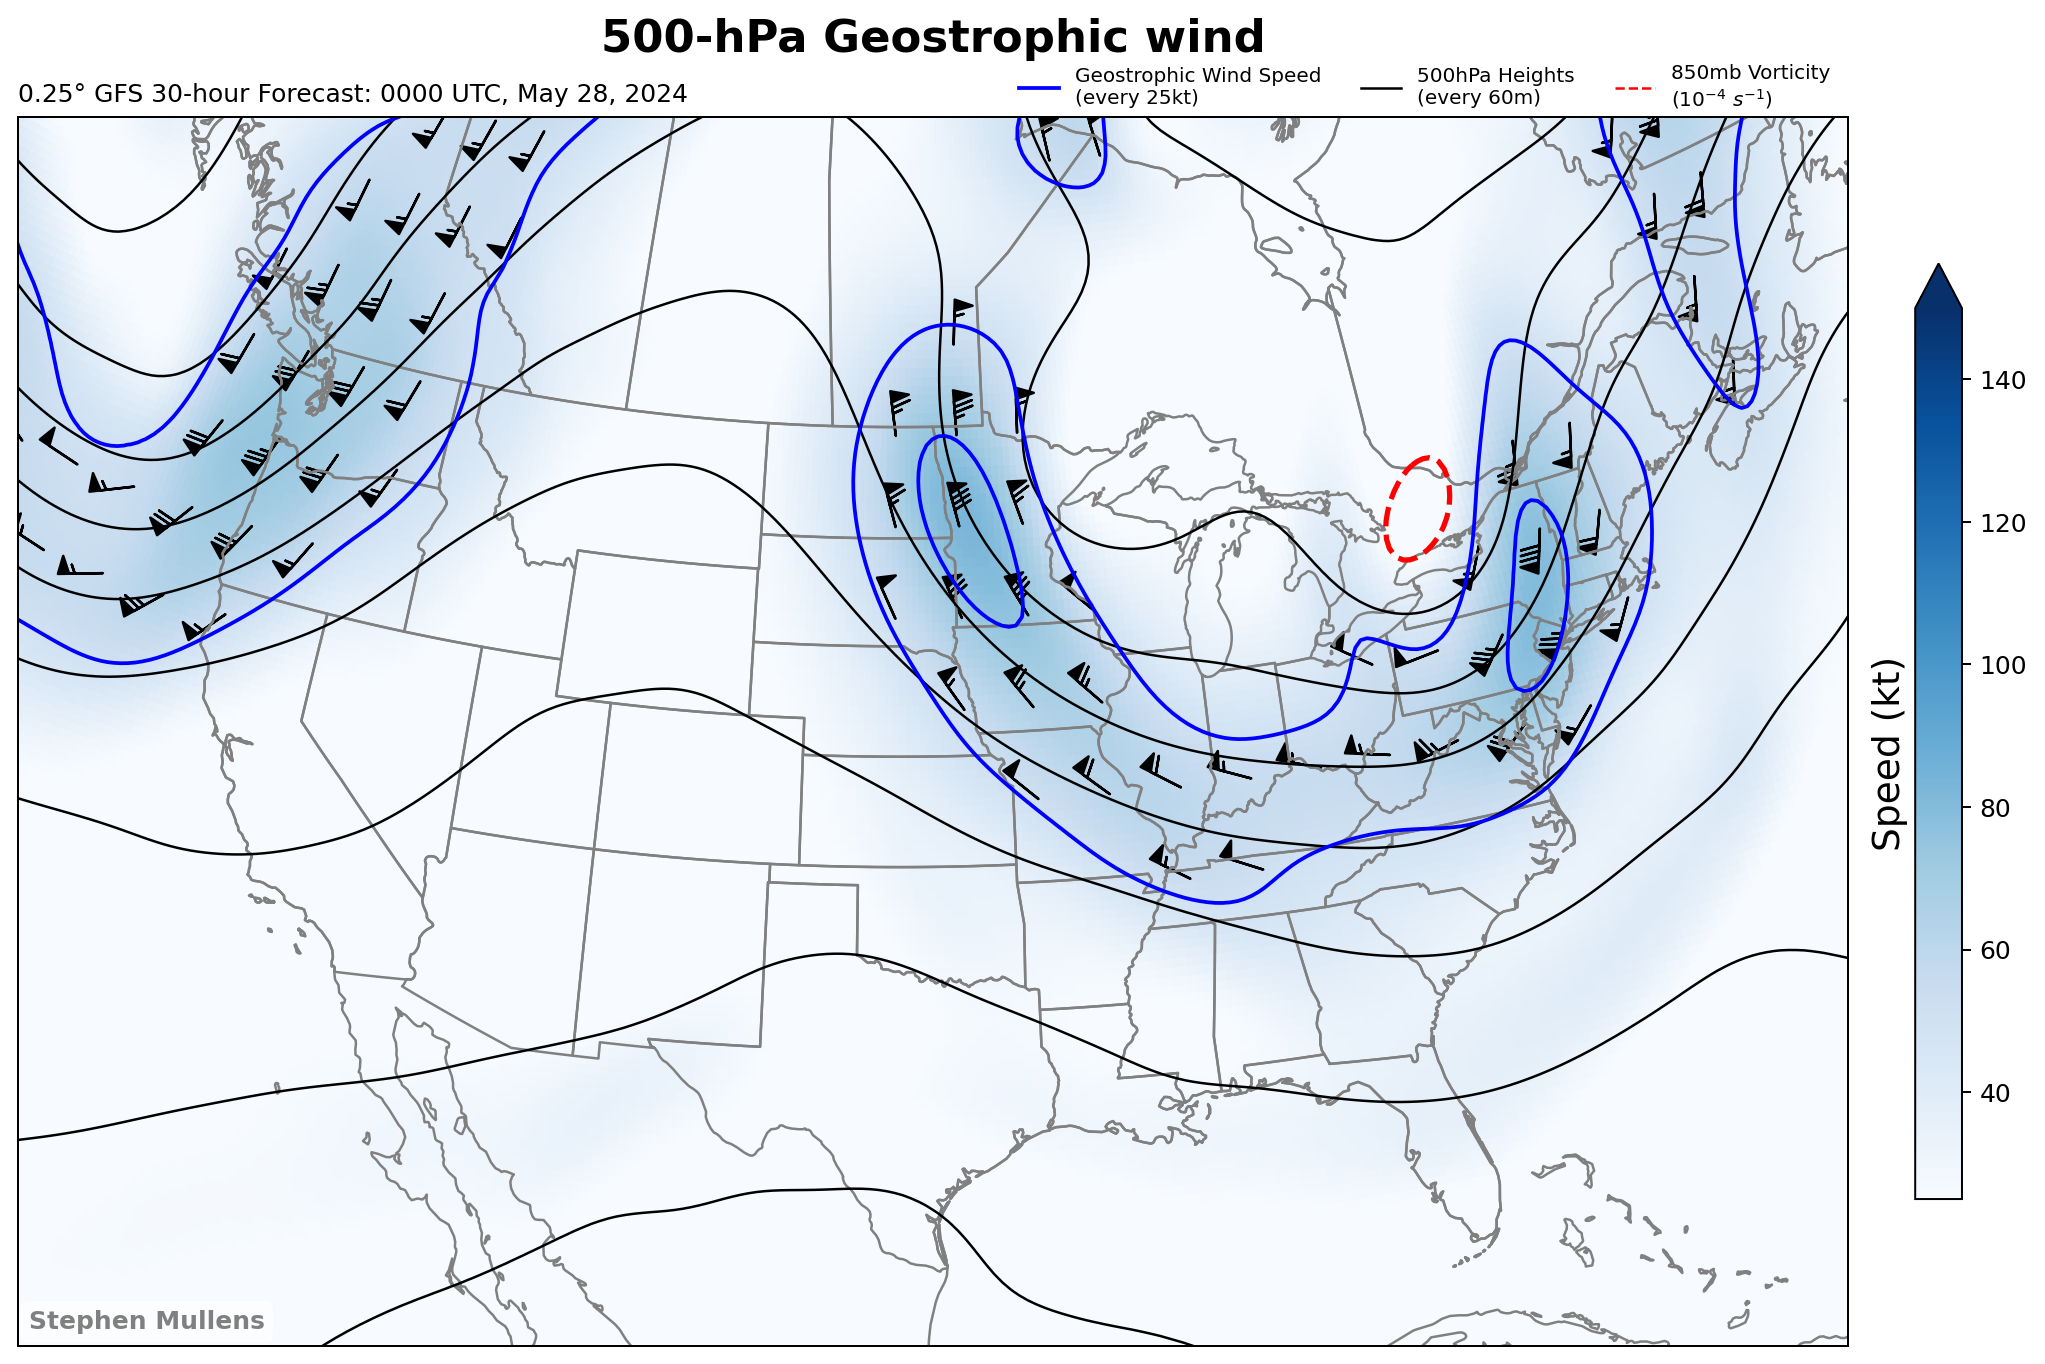 500-hPa Geostrophic wind
0.25° GFS 30-hour Forecast: 0000 UTC, May 28, 2024
Geostrophic Wind Speed
(every 25kt)
500hPa Heights
(every 60m)
850mb Vorticity
(10⁻⁴ s⁻¹)
140
120
100
80
60
40
Speed (kt)
Stephen Mullens